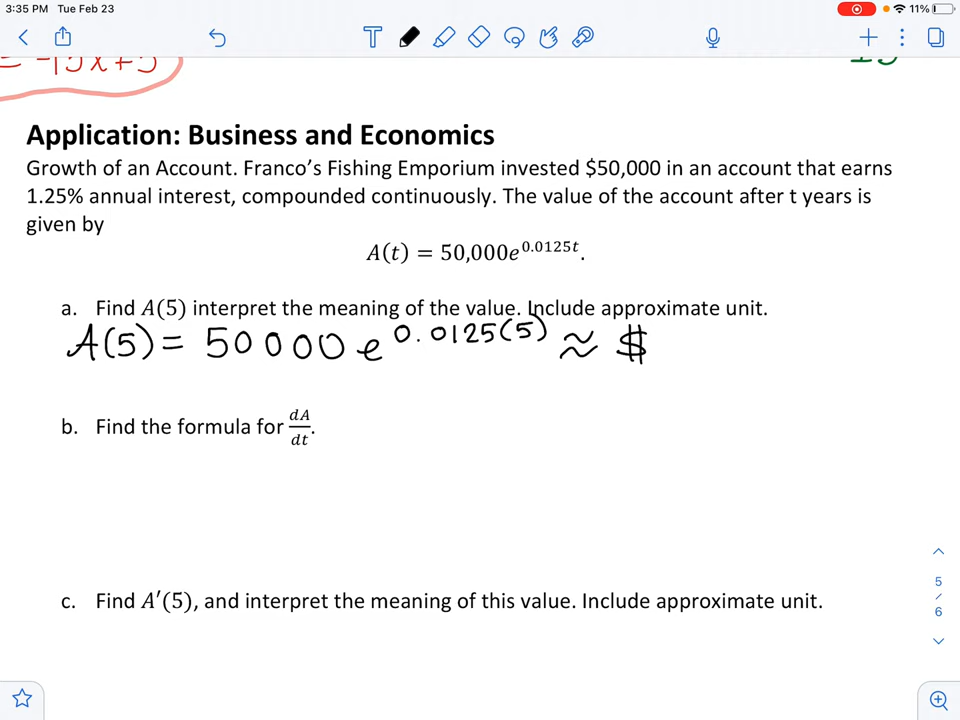 3:35 PM Tue Feb 23 11%
T
Application: Business and Economics
Growth of an Account. Franco's Fishing Emporium invested $50,000 in an account that earns
1.25% annual interest, compounded continuously. The value of the account after t years is
given by
A(t) = 50,000e^0.0125t.
a. Find A(5) interpret the meaning of the value. Include approximate unit.
A(5) = 50000 e^0.0125(5) ≈ $
b. Find the formula for dA/dt.
c. Find A′(5), and interpret the meaning of this value. Include approximate unit.
5
/
6